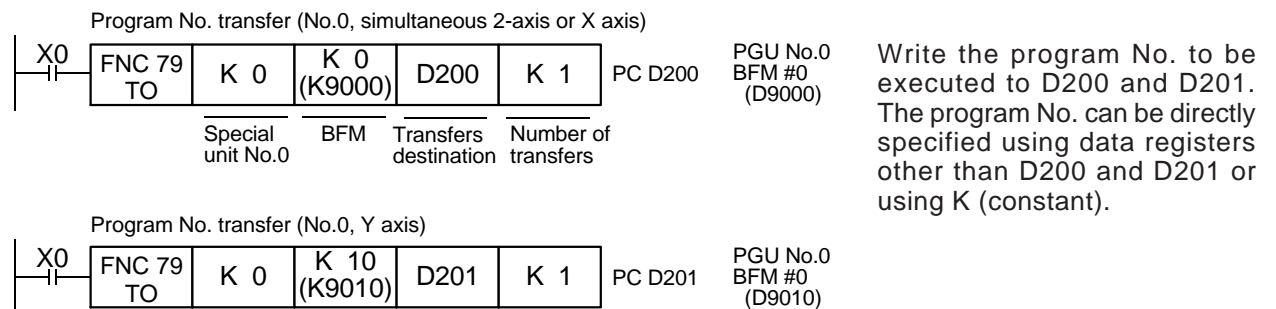 Program No. transfer (No.0, simultaneous 2-axis or X axis)
X0
FNC 79
TO
K 0
K 0
(K9000)
D200
K 1
PC D200
PGU No.0
BFM #0
(D9000)
Special
unit No.0
BFM
Transfers
destination
Number of
transfers
Write the program No. to be
executed to D200 and D201.
The program No. can be directly
specified using data registers
other than D200 and D201 or
using K (constant).
Program No. transfer (No.0, Y axis)
X0
FNC 79
TO
K 0
K 10
(K9010)
D201
K 1
PC D201
PGU No.0
BFM #0
(D9010)